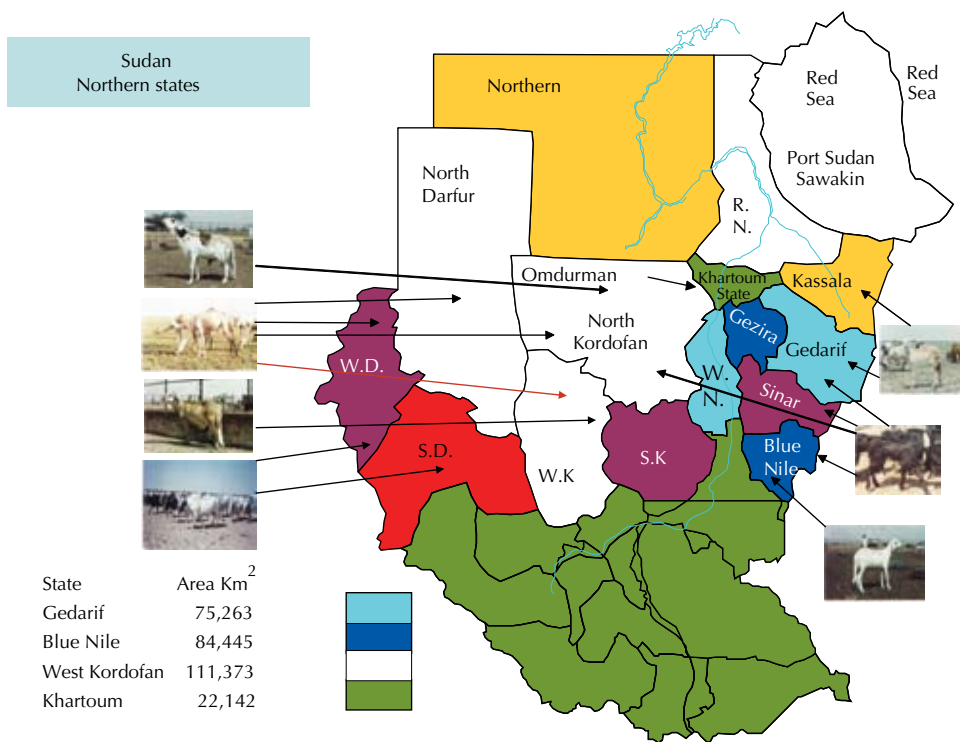 Sudan
Northern states
Northern
Red
Sea
Red
Sea
North
Darfur
Port Sudan
Sawakin
R.
N.
Omdurman
Khartoum
State
Kassala
North
Kordofan
Gezira
Gedarif
W.D.
W.
N.
Sinar
S.D.
S.K
Blue
Nile
W.K
State Area Km2
Gedarif 75,263
Blue Nile 84,445
West Kordofan 111,373
Khartoum 22,142